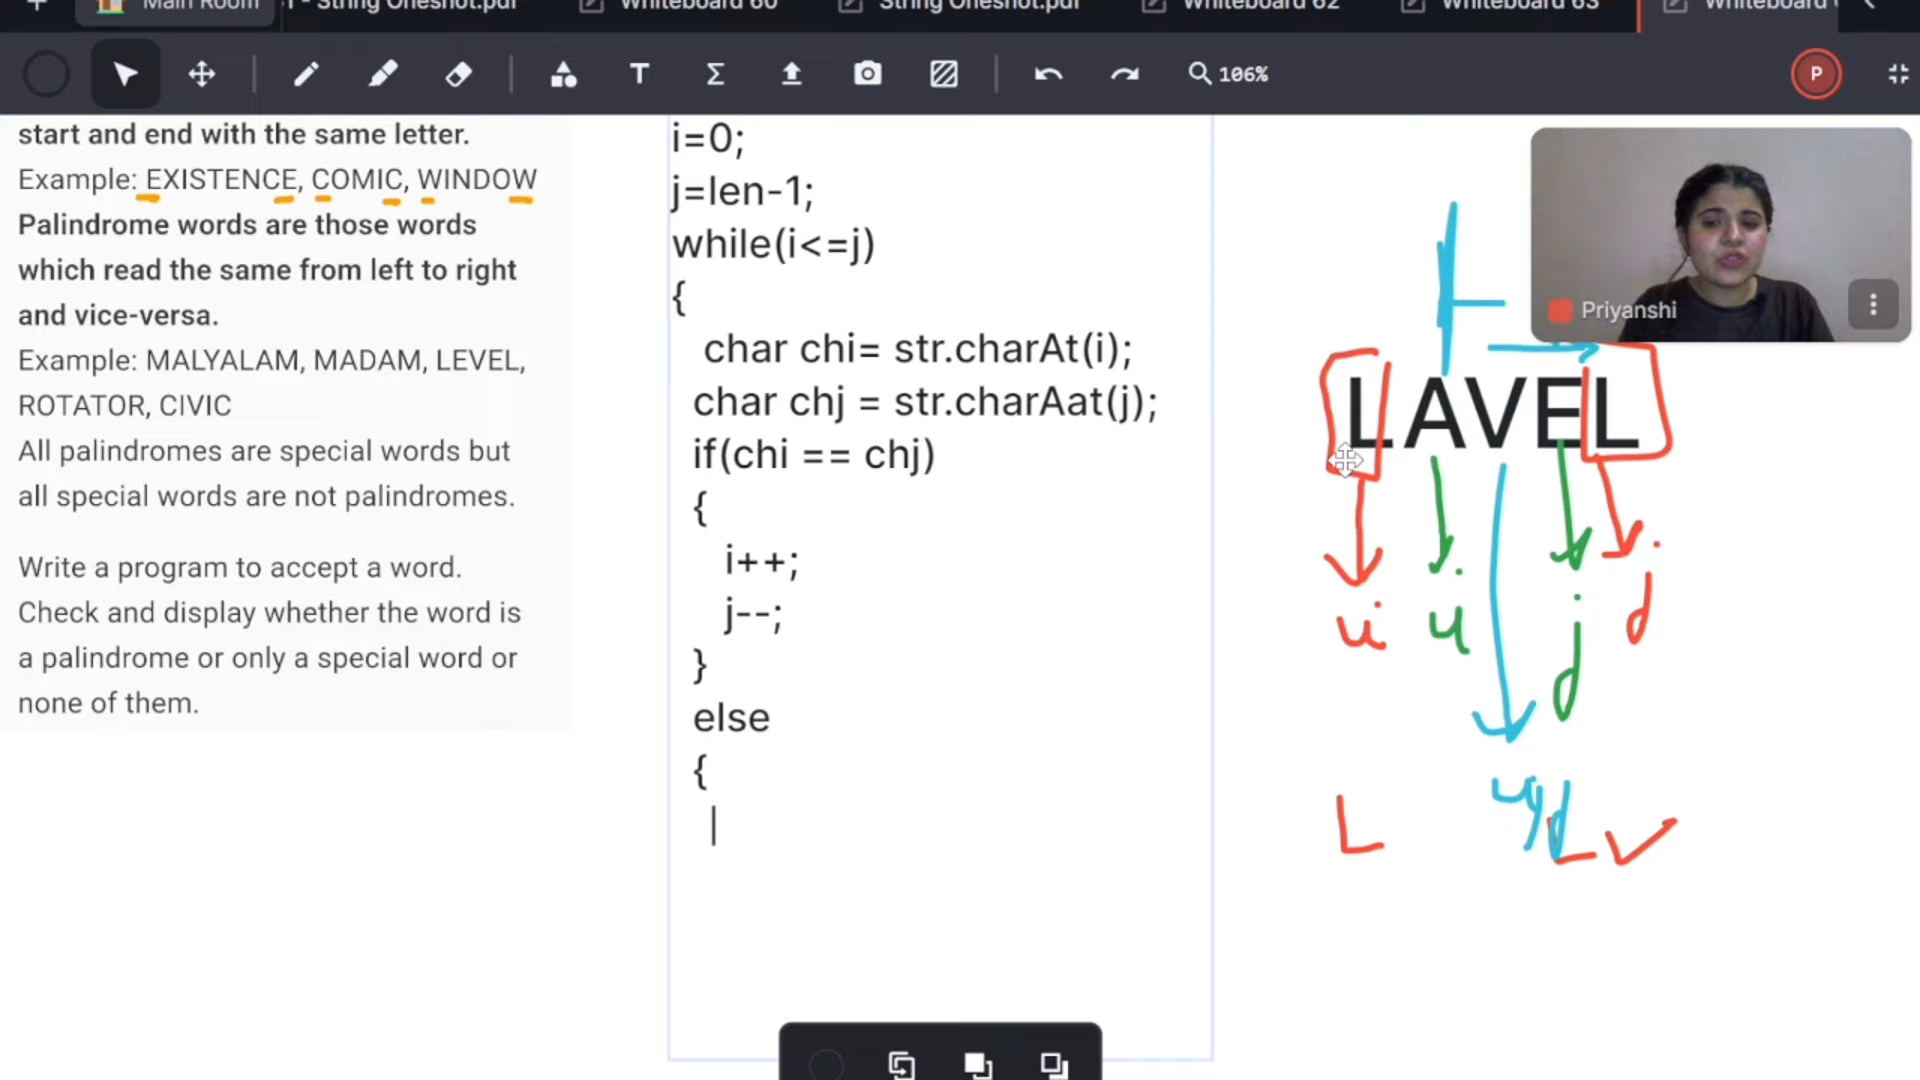 Main Room
1 - String Oneshot.pdf
Whiteboard 60
String Oneshot.pdf
Whiteboard 62
Whiteboard 63
Whiteboard
T
Σ
106%
P
start and end with the same letter.
Example: EXISTENCE, COMIC, WINDOW
Palindrome words are those words
which read the same from left to right
and vice-versa.
Example: MALYALAM, MADAM, LEVEL,
ROTATOR, CIVIC
All palindromes are special words but
all special words are not palindromes.
Write a program to accept a word.
Check and display whether the word is
a palindrome or only a special word or
none of them.
i=0;
j=len-1;
while(i<=j)
{
char chi= str.charAt(i);
char chj = str.charAat(j);
if(chi == chj)
{
i++;
j--;
}
else
{
Priyanshi
LAVEL
i
i
j
j
L
i/j
L